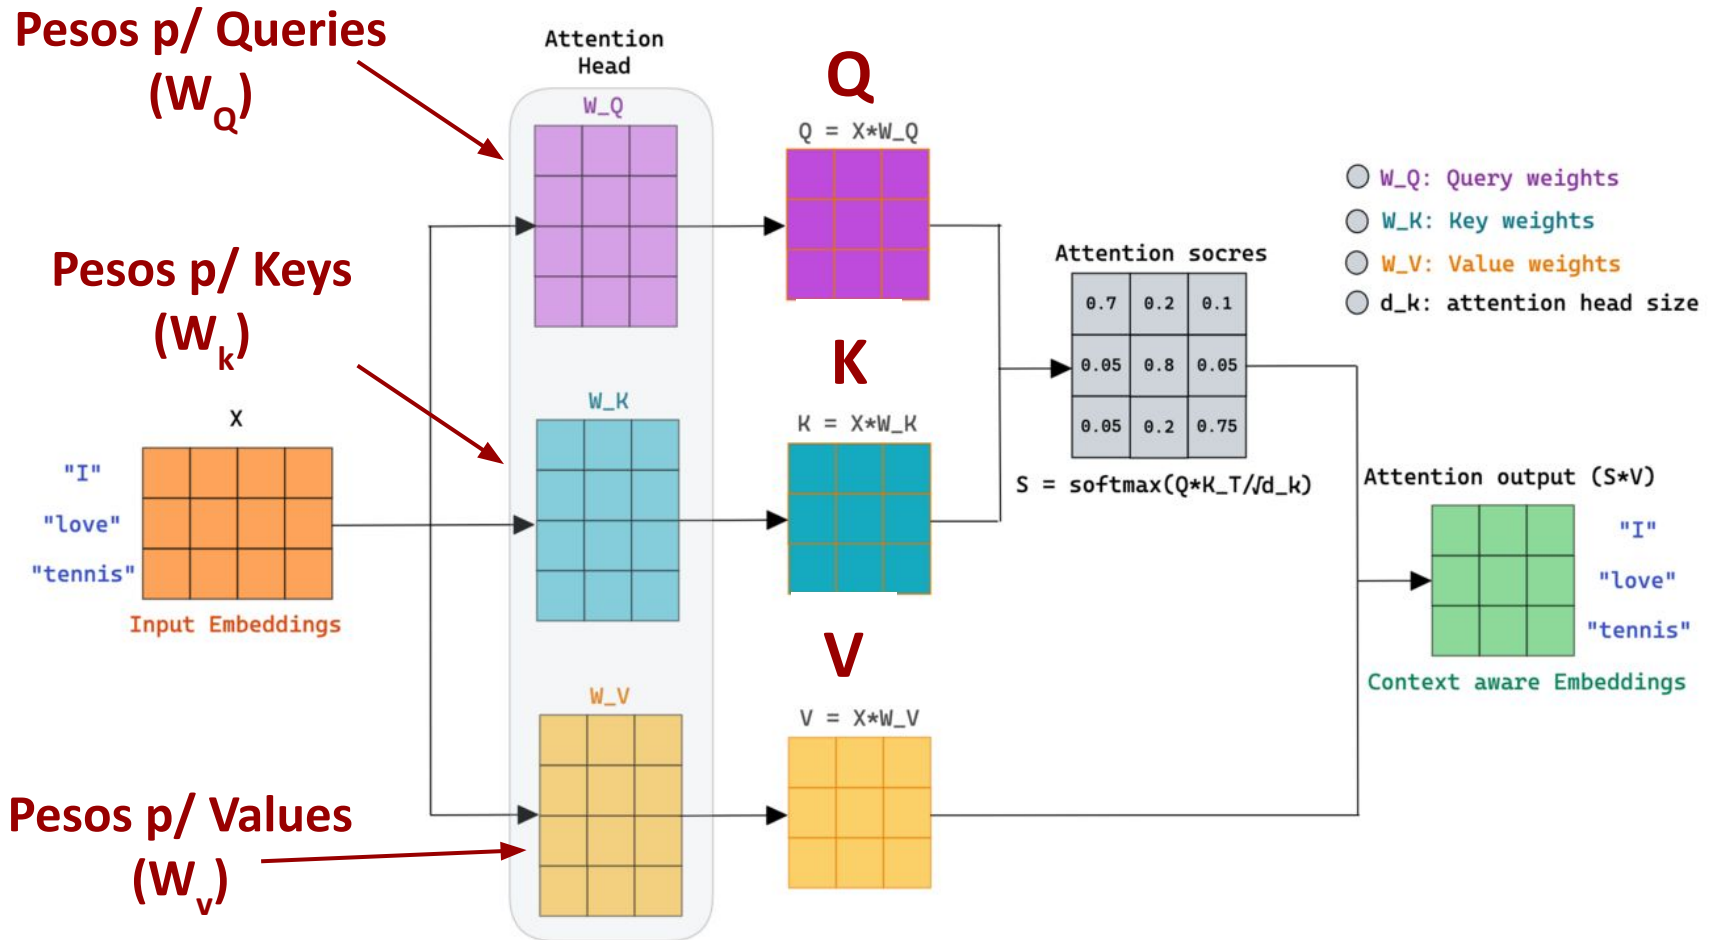 Pesos p/ Queries
(W_Q)
Pesos p/ Keys
(W_k)
Pesos p/ Values
(W_v)
X
"I"
"love"
"tennis"
Input Embeddings
Attention
Head
W_Q
W_K
W_V
Q
Q = X*W_Q
K
K = X*W_K
V
V = X*W_V
Attention socres
0.7 0.2 0.1
0.05 0.8 0.05
0.05 0.2 0.75
S = softmax(Q*K_T/√d_k)
W_Q: Query weights
W_K: Key weights
W_V: Value weights
d_k: attention head size
Attention output (S*V)
"I"
"love"
"tennis"
Context aware Embeddings